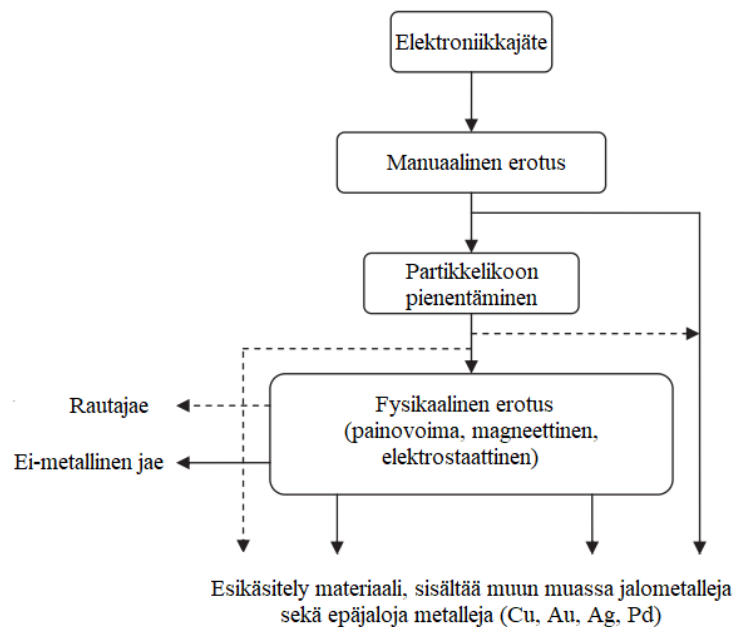 Elektroniikkajäte
Manuaalinen erotus
Partikkelikoon
pienentäminen
Fysikaalinen erotus
(painovoima, magneettinen,
elektrostaattinen)
Rautajae
Ei-metallinen jae
Esikäsitely materiaali, sisältää muun muassa jalometalleja
sekä epäjaloja metalleja (Cu, Au, Ag, Pd)